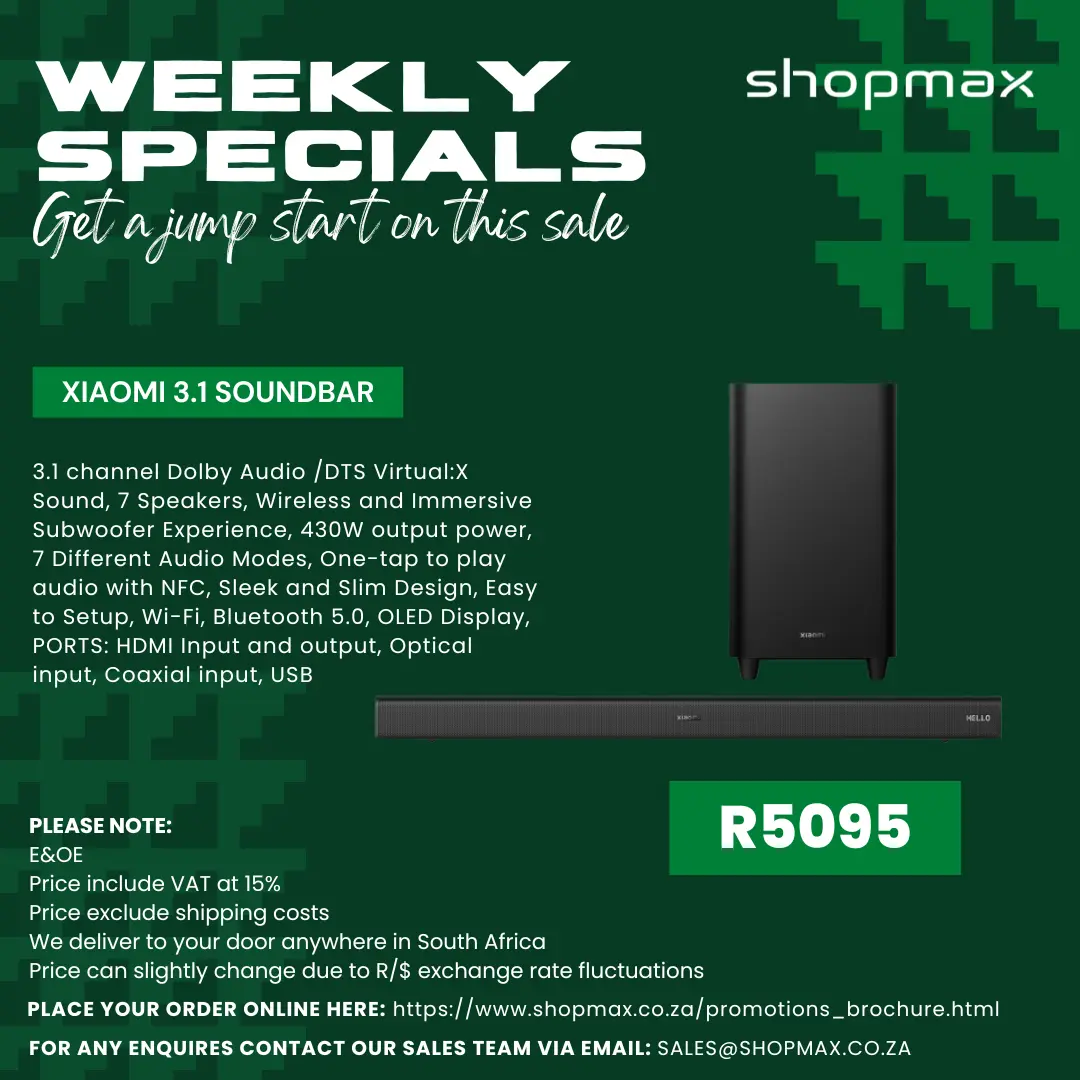 WEEKLY
SPECIALS
Get a jump start on this sale
shopmax
XIAOMI 3.1 SOUNDBAR
3.1 channel Dolby Audio /DTS Virtual:X
Sound, 7 Speakers, Wireless and Immersive
Subwoofer Experience, 430W output power,
7 Different Audio Modes, One-tap to play
audio with NFC, Sleek and Slim Design, Easy
to Setup, Wi-Fi, Bluetooth 5.0, OLED Display,
PORTS: HDMI Input and output, Optical
input, Coaxial input, USB
xiaomi
xiaomi
HELLO
R5095
PLEASE NOTE:
E&OE
Price include VAT at 15%
Price exclude shipping costs
We deliver to your door anywhere in South Africa
Price can slightly change due to R/$ exchange rate fluctuations
PLACE YOUR ORDER ONLINE HERE: https://www.shopmax.co.za/promotions_brochure.html
FOR ANY ENQUIRES CONTACT OUR SALES TEAM VIA EMAIL: SALES@SHOPMAX.CO.ZA